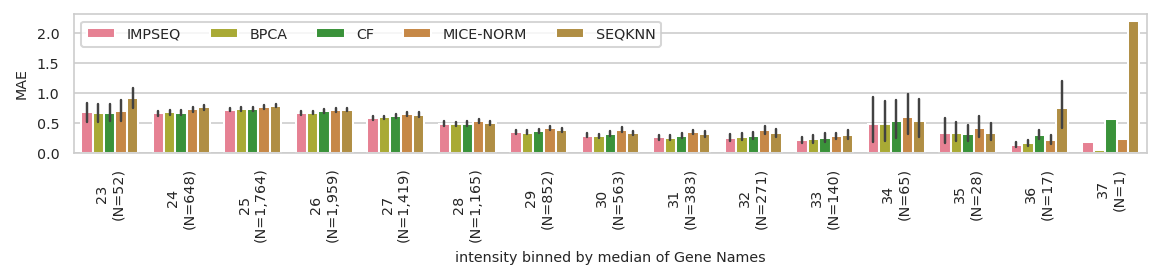 IMPSEQ BPCA CF MICE-NORM SEQKNN
MAE
2.0
1.5
1.0
0.5
0.0
23
(N=52)
24
(N=648)
25
(N=1,764)
26
(N=1,959)
27
(N=1,419)
28
(N=1,165)
29
(N=852)
30
(N=563)
31
(N=383)
32
(N=271)
33
(N=140)
34
(N=65)
35
(N=28)
36
(N=17)
37
(N=1)
intensity binned by median of Gene Names